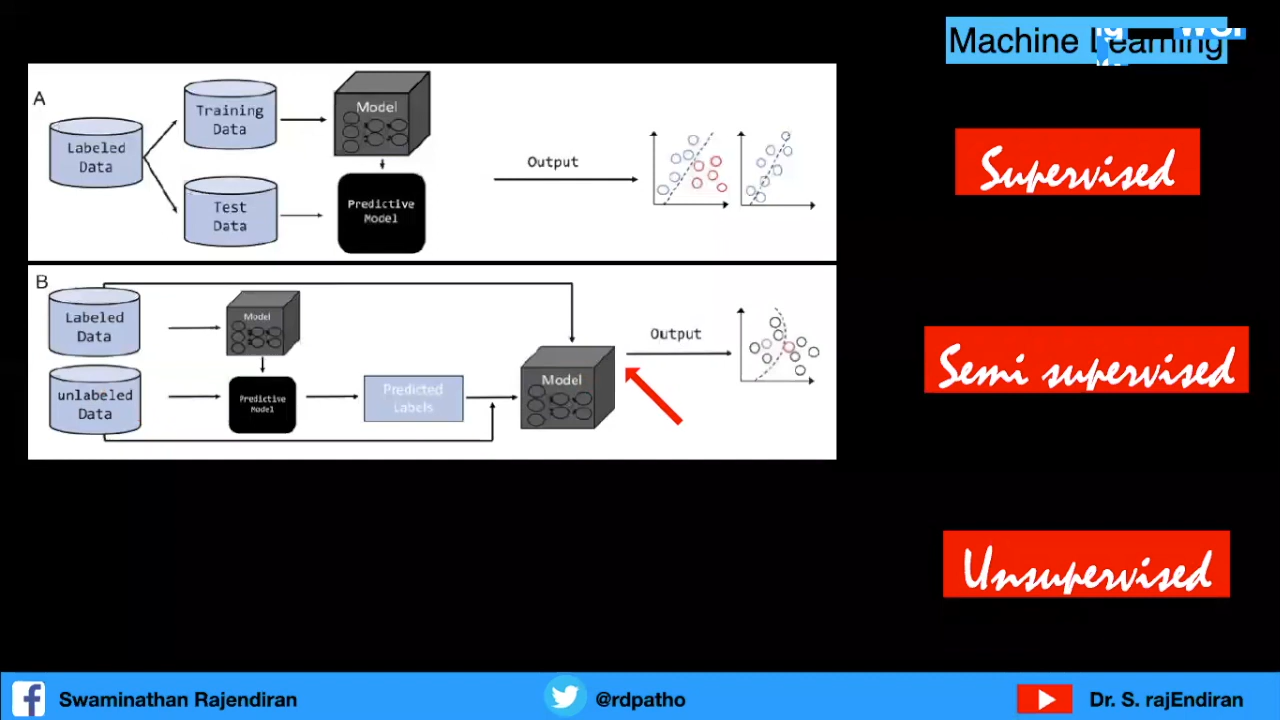 Machine Learning
A
Labeled
Data
Training
Data
Test
Data
Model
Predictive
Model
Output
Supervised
B
Labeled
Data
unlabeled
Data
Model
Predictive
Model
Predicted
Labels
Model
Output
Semi supervised
Unsupervised
Swaminathan Rajendiran
@rdpatho
Dr. S. rajEndiran